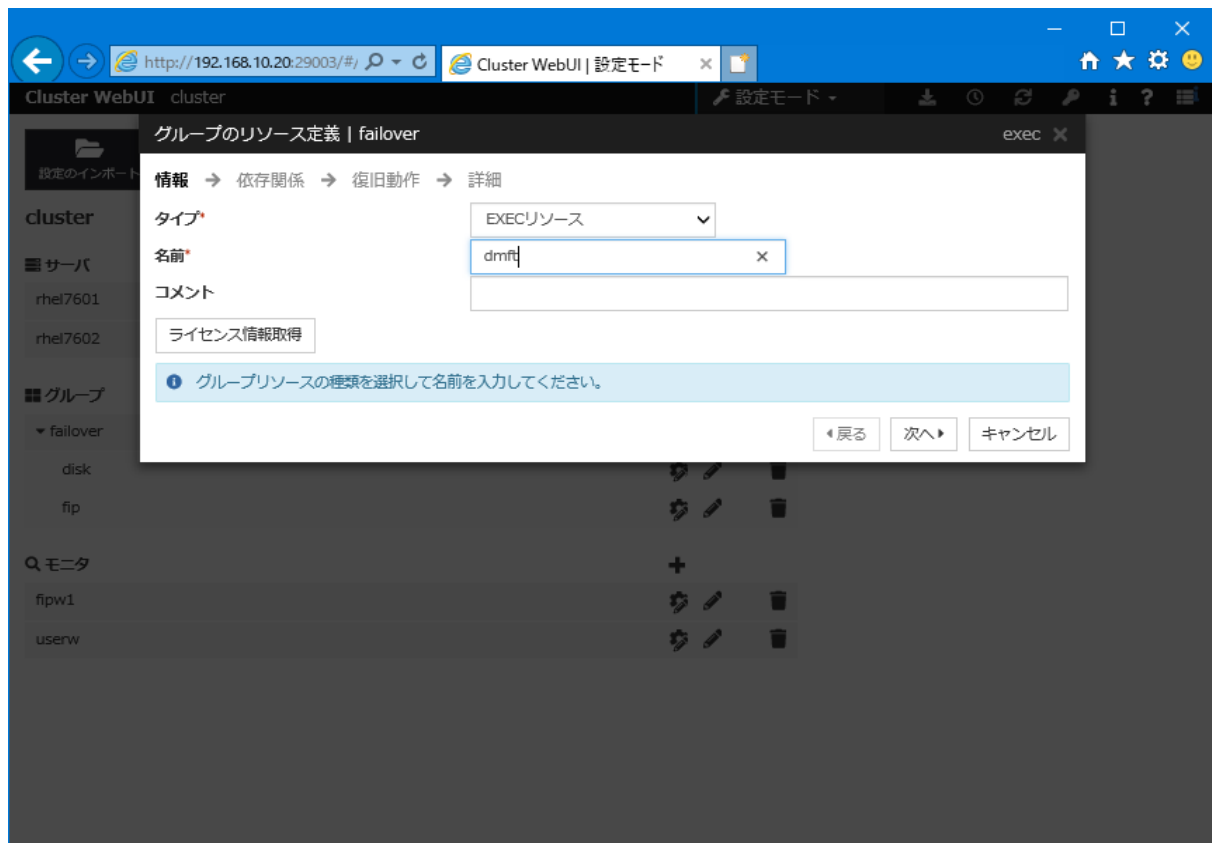 http://192.168.10.20:29003/#/
Cluster WebUI | 設定モード
Cluster WebUI cluster
設定モード
設定のインポート
グループのリソース定義 | failover
exec
情報 → 依存関係 → 復旧動作 → 詳細
cluster
タイプ*
EXECリソース
名前*
dmft
サーバ
コメント
rhel7601
ライセンス情報取得
rhel7602
グループリソースの種類を選択して名前を入力してください。
グループ
failover
戻る 次へ キャンセル
disk
fip
モニタ
fipw1
userw